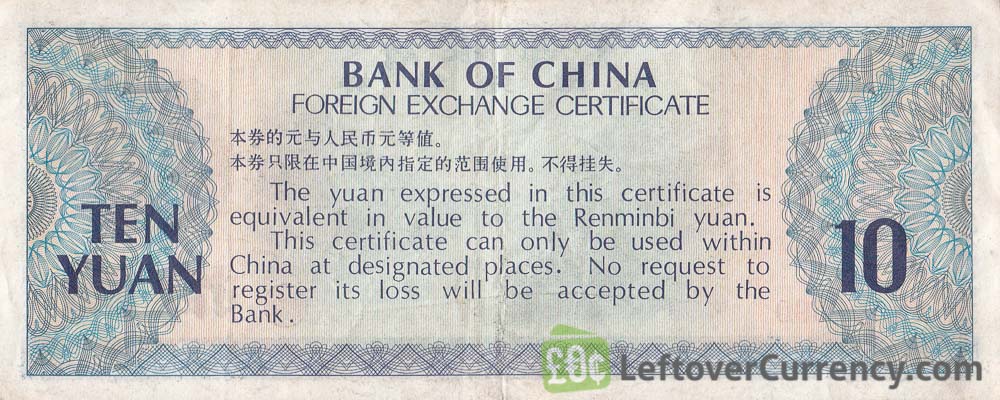 BANK OF CHINA
FOREIGN EXCHANGE CERTIFICATE
本券的元与人民币元等值。
本券只限在中国境内指定的范围使用。不得挂失。
The yuan expressed in this certificate is
equivalent in value to the Renminbi yuan.
This certificate can only be used within
China at designated places. No request to
register its loss will be accepted by the
Bank.
TEN
YUAN
10
£0¢
LeftoverCurrency.com